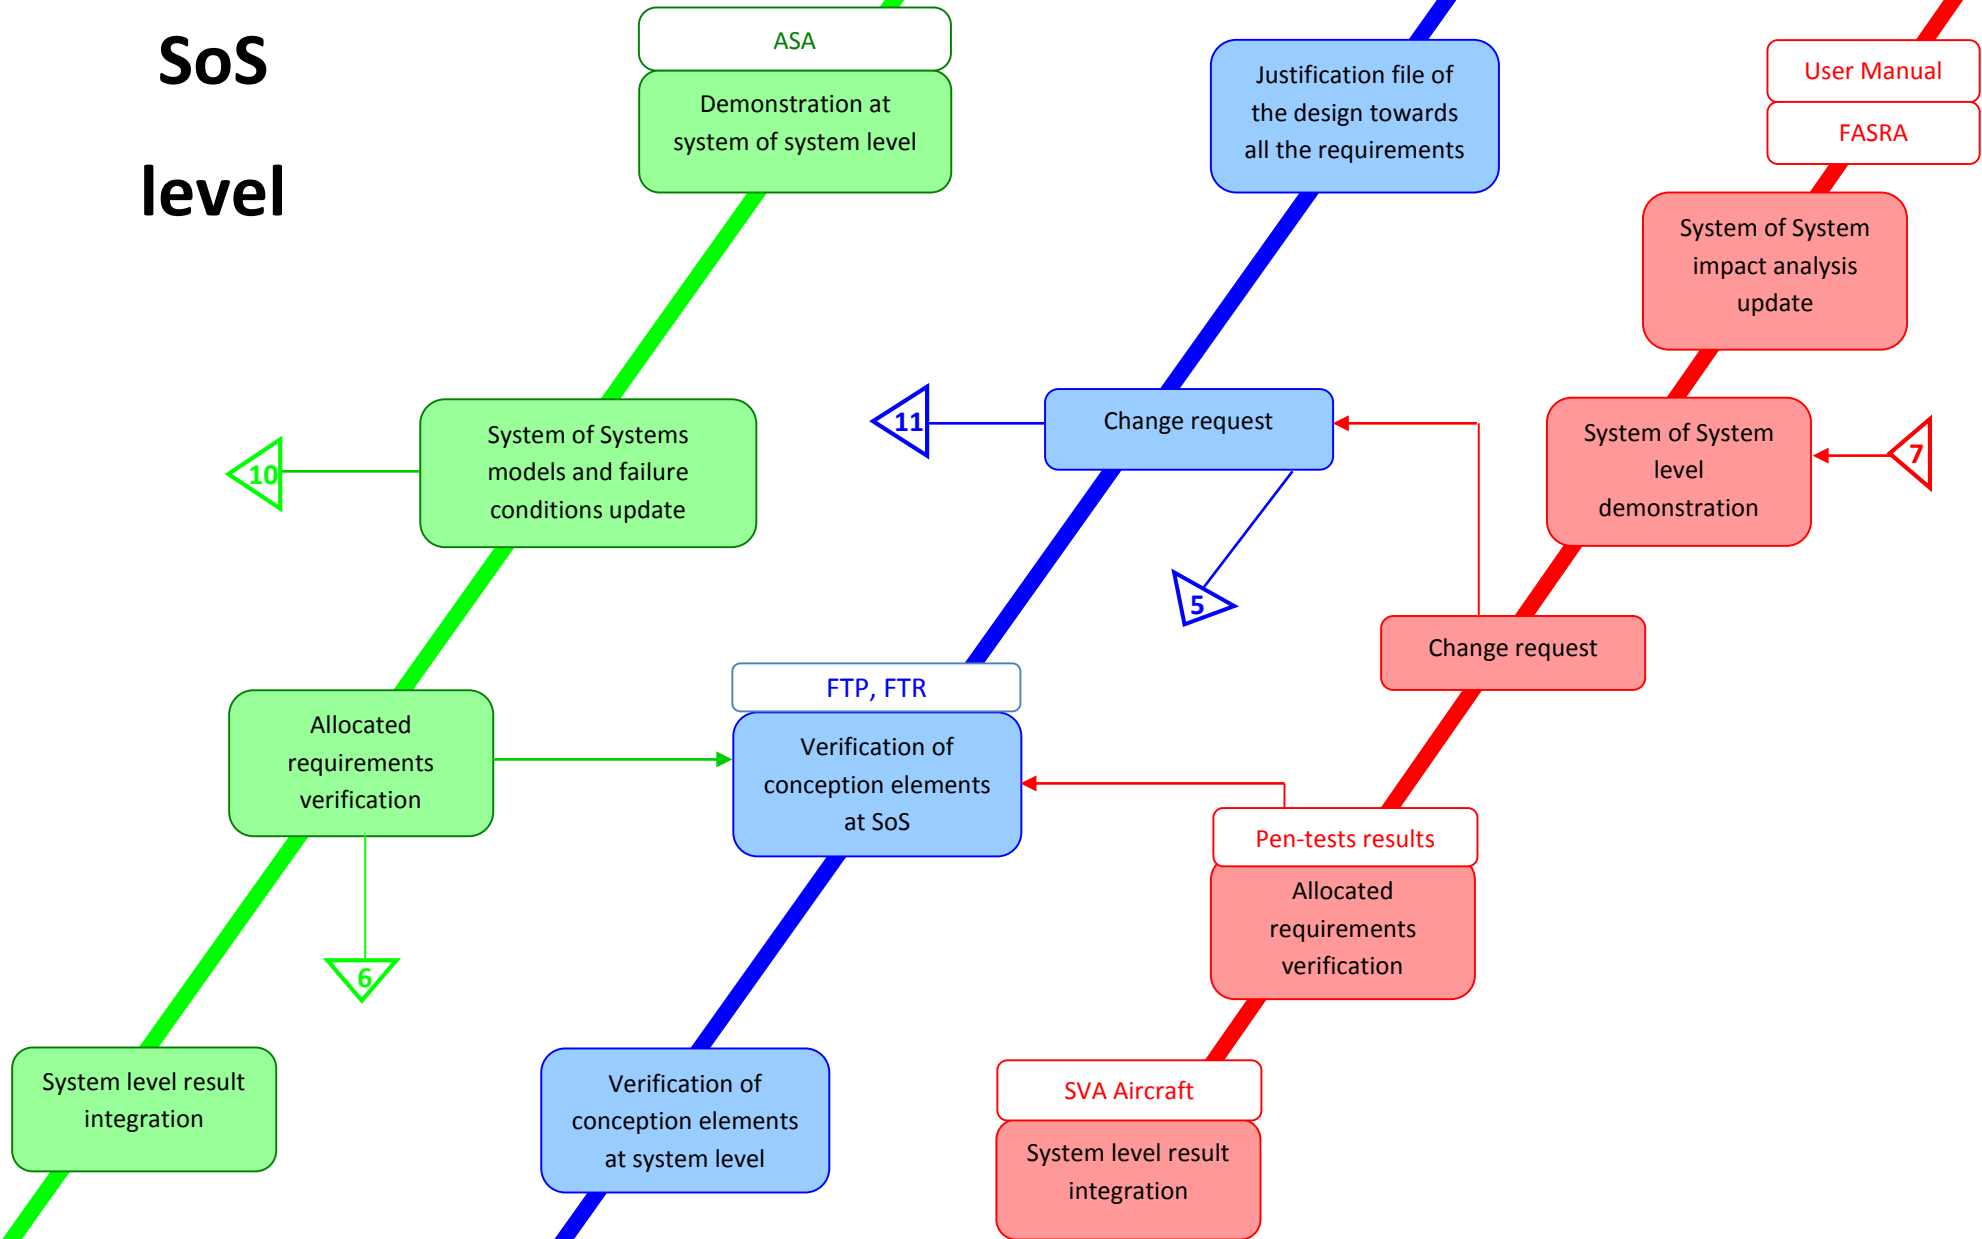 SoS
level
ASA
Demonstration at
system of system level
Justification file of
the design towards
all the requirements
User Manual
FASRA
System of System
impact analysis
update
10
System of Systems
models and failure
conditions update
11
Change request
5
System of System
level
demonstration
7
Change request
Allocated
requirements
verification
6
FTP, FTR
Verification of
conception elements
at SoS
Pen-tests results
Allocated
requirements
verification
System level result
integration
Verification of
conception elements
at system level
SVA Aircraft
System level result
integration